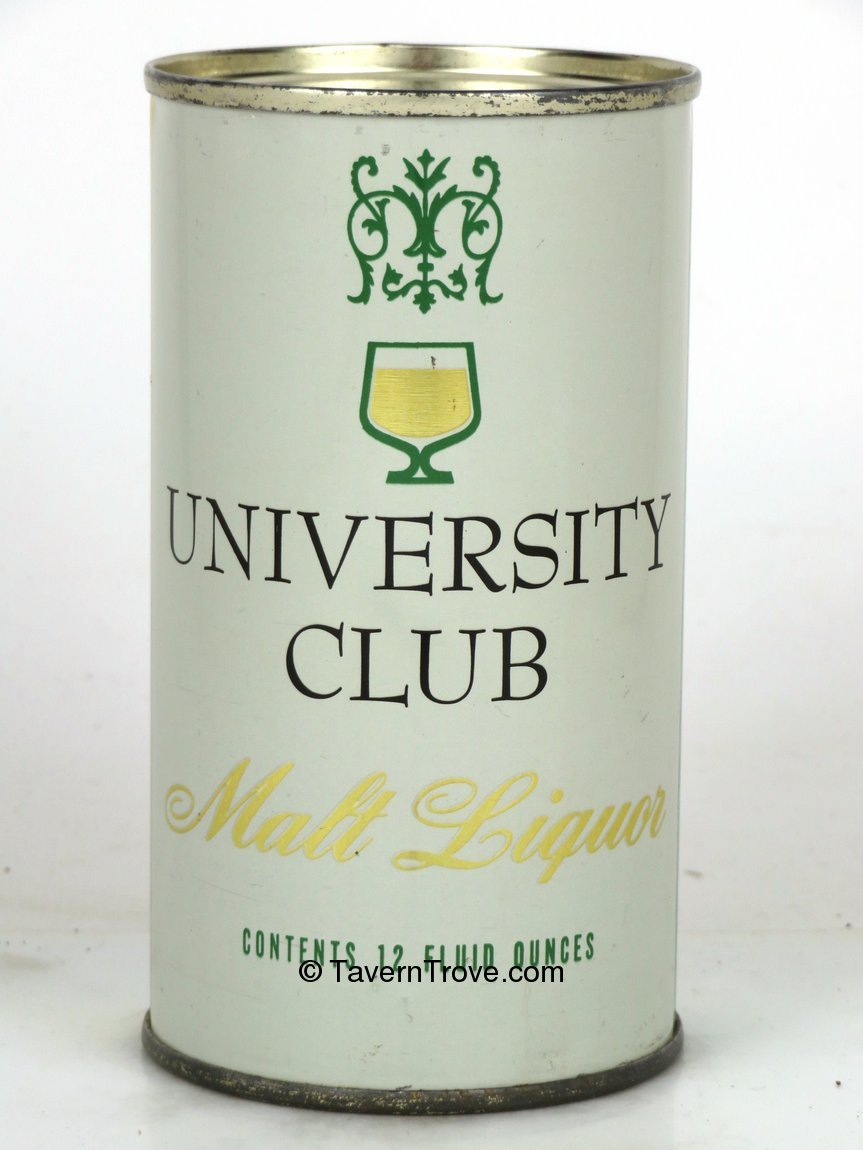 UNIVERSITY
CLUB
Malt Liquor
CONTENTS 12 FLUID OUNCES
© TavernTrove.com